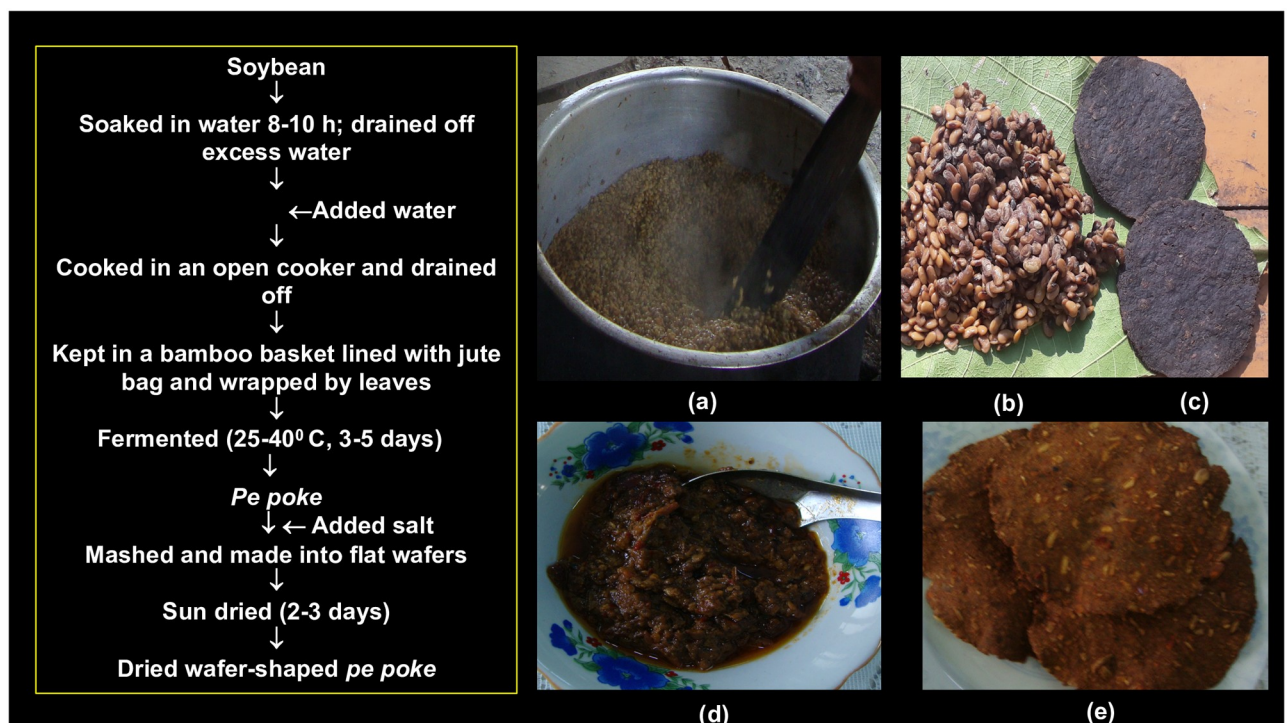 Soybean
↓
Soaked in water 8-10 h; drained off
excess water
↓
←Added water
↓
Cooked in an open cooker and drained
off
↓
Kept in a bamboo basket lined with jute
bag and wrapped by leaves
↓
Fermented (25-40⁰ C, 3-5 days)
↓
Pe poke
↓ ← Added salt
Mashed and made into flat wafers
↓
Sun dried (2-3 days)
↓
Dried wafer-shaped pe poke
(a)
(b)
(c)
(d)
(e)